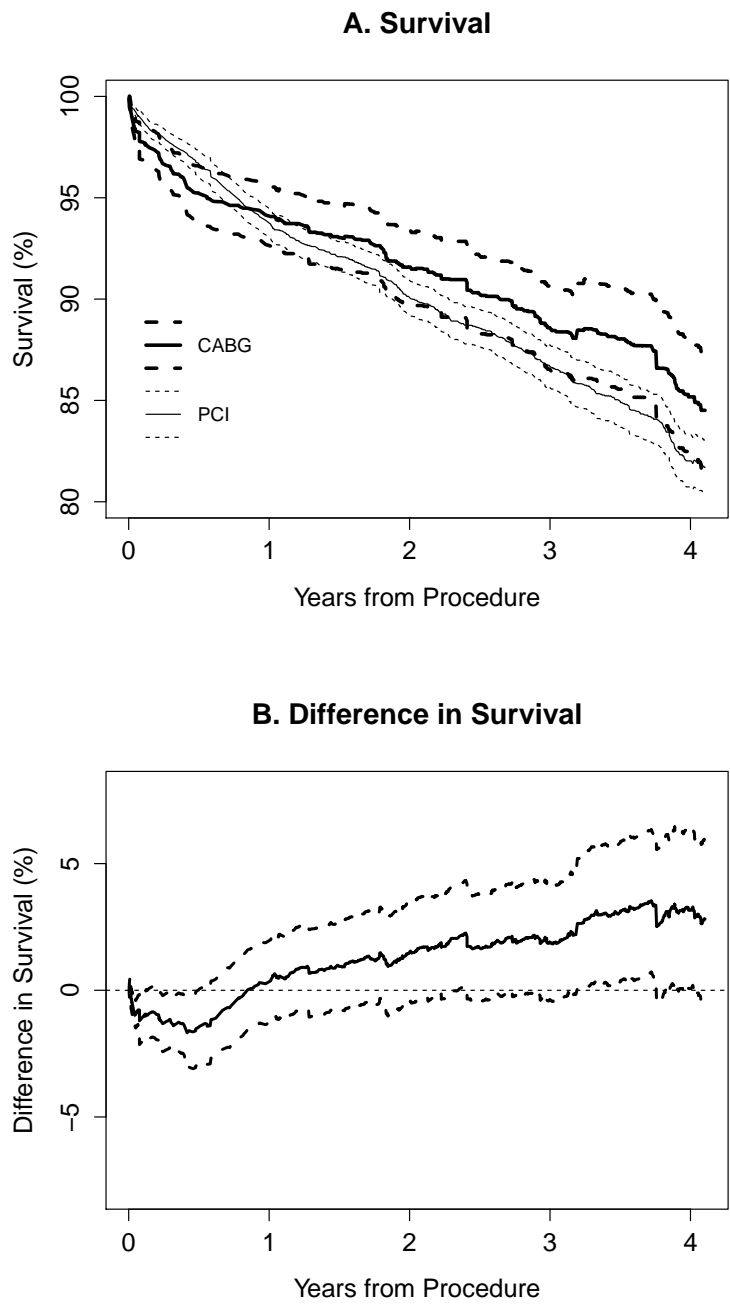 A. Survival
Survival (%)
100
95
90
85
80
CABG
PCI
0 1 2 3 4
Years from Procedure
B. Difference in Survival
Difference in Survival (%)
5
0
−5
0 1 2 3 4
Years from Procedure